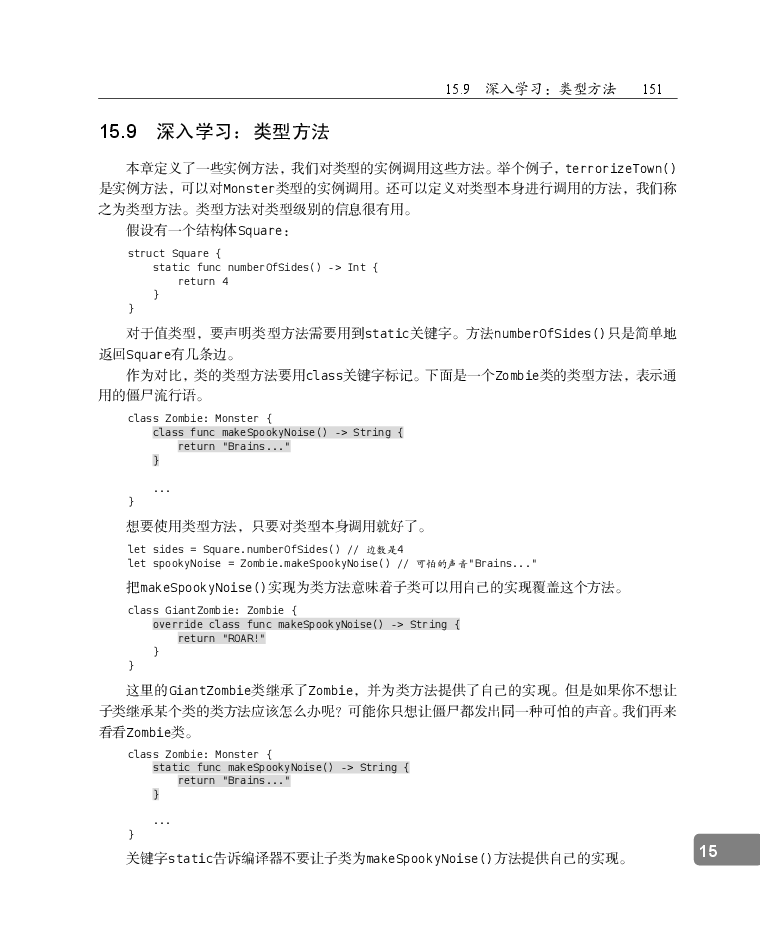 15.9 深入学习：类型方法 151
15.9 深入学习：类型方法
本章定义了一些实例方法，我们对类型的实例调用这些方法。举个例子，terrorizeTown()
是实例方法，可以对Monster类型的实例调用。还可以定义对类型本身进行调用的方法，我们称
之为类型方法。类型方法对类型级别的信息很有用。
假设有一个结构体Square：
struct Square {
    static func numberOfSides() -> Int {
        return 4
    }
}
对于值类型，要声明类型方法需要用到static关键字。方法numberOfSides()只是简单地
返回Square有几条边。
作为对比，类的类型方法要用class关键字标记。下面是一个Zombie类的类型方法，表示通
用的僵尸流行语。
class Zombie: Monster {
    class func makeSpookyNoise() -> String {
        return "Brains..."
    }
    ...
}
想要使用类型方法，只要对类型本身调用就好了。
let sides = Square.numberOfSides() // 边数是4
let spookyNoise = Zombie.makeSpookyNoise() // 可怕的声音"Brains..."
把makeSpookyNoise()实现为类方法意味着子类可以用自己的实现覆盖这个方法。
class GiantZombie: Zombie {
    override class func makeSpookyNoise() -> String {
        return "ROAR!"
    }
}
这里的GiantZombie类继承了Zombie，并为类方法提供了自己的实现。但是如果你不想让
子类继承某个类的类方法应该怎么办呢？可能你只想让僵尸都发出同一种可怕的声音。我们再来
看看Zombie类。
class Zombie: Monster {
    static func makeSpookyNoise() -> String {
        return "Brains..."
    }
    ...
}
关键字static告诉编译器不要让子类为makeSpookyNoise()方法提供自己的实现。
15